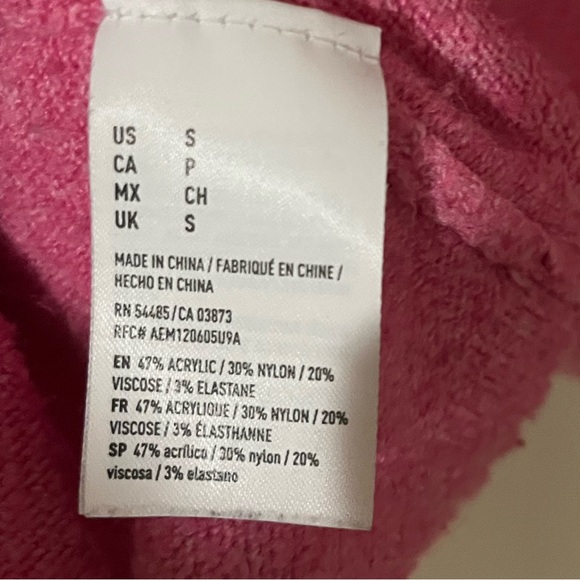 US S
CA P
MX CH
UK S
MADE IN CHINA / FABRIQUÉ EN CHINE /
HECHO EN CHINA
RN 54485/CA 03873
RFC# AEM120605U9A
EN 47% ACRYLIC / 30% NYLON / 20%
VISCOSE / 3% ELASTANE
FR 47% ACRYLIQUE / 30% NYLON / 20%
VISCOSE / 3% ÉLASTHANNE
SP 47% acrílico / 30% nylon / 20%
viscosa / 3% elastano